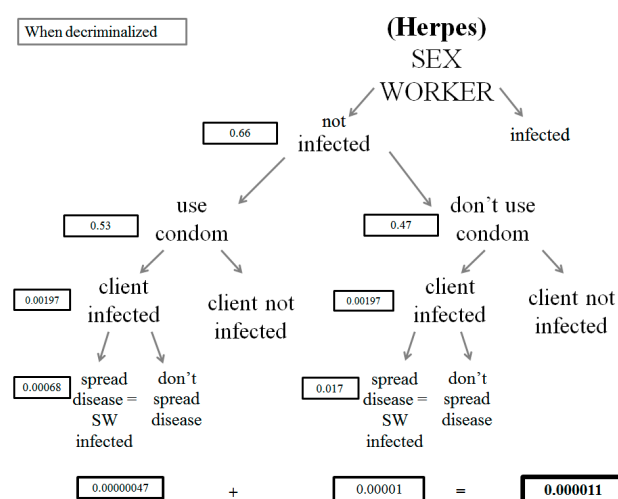 When decriminalized
(Herpes)
SEX
WORKER
not
infected
infected
0.66
use
condom
0.53
don't use
condom
0.47
client
infected
0.00197
client not
infected
client
infected
0.00197
client not
infected
0.00068
spread
disease =
SW
infected
don't
spread
disease
0.017
spread
disease =
SW
infected
don't
spread
disease
0.00000047 + 0.00001 = 0.000011